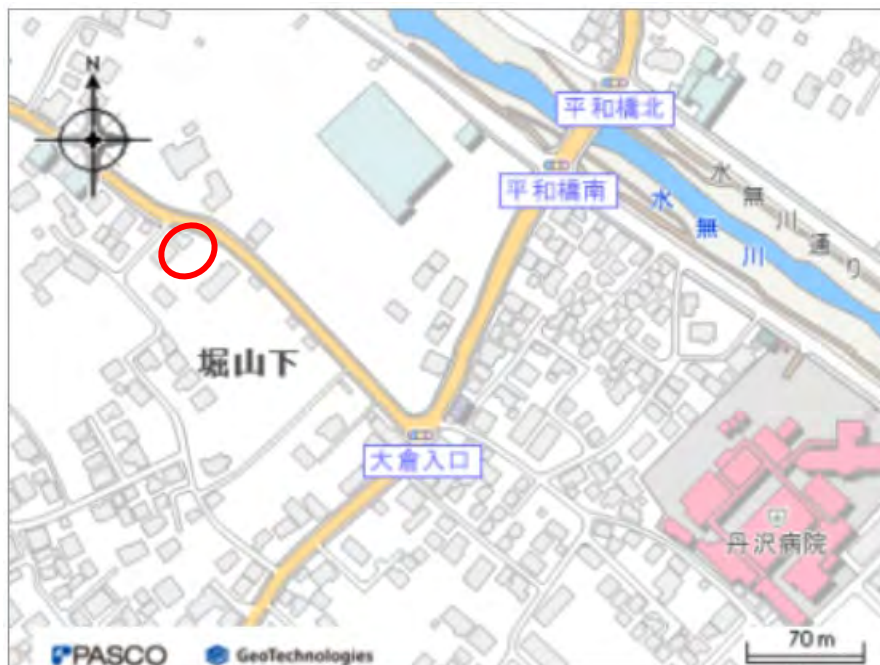 N
平和橋北
平和橋南
水無川
水無川通り
堀山下
大倉入口
丹沢病院
PASCO
GeoTechnologies
70m